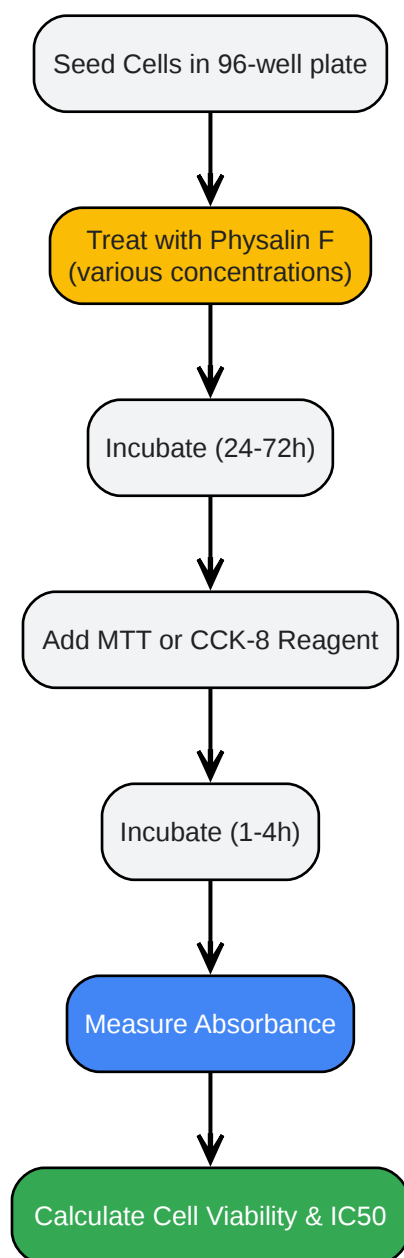 Seed Cells in 96-well plate
Treat with Physalin F
(various concentrations)
Incubate (24-72h)
Add MTT or CCK-8 Reagent
Incubate (1-4h)
Measure Absorbance
Calculate Cell Viability & IC50